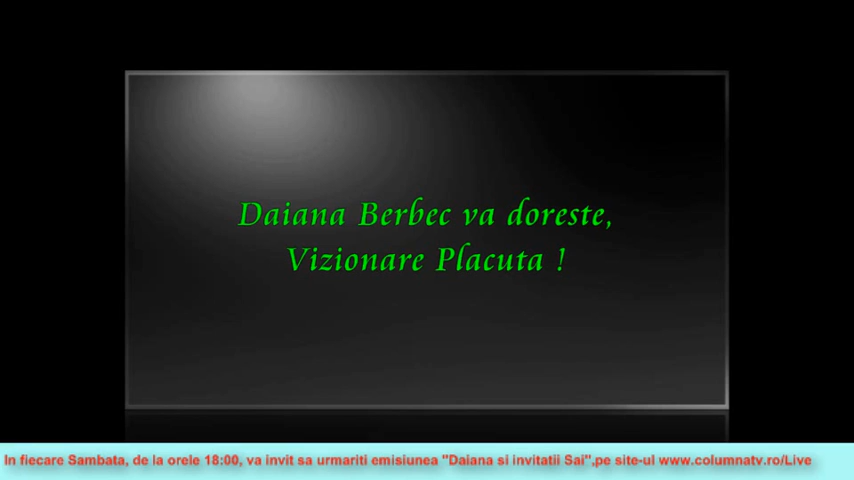 Daiana Berbec va doreste,
Vizionare Placuta !
In fiecare Sambata, de la orele 18:00, va invit sa urmariti emisiunea "Daiana si invitatii Sai",pe site-ul www.columnatv.ro/Live